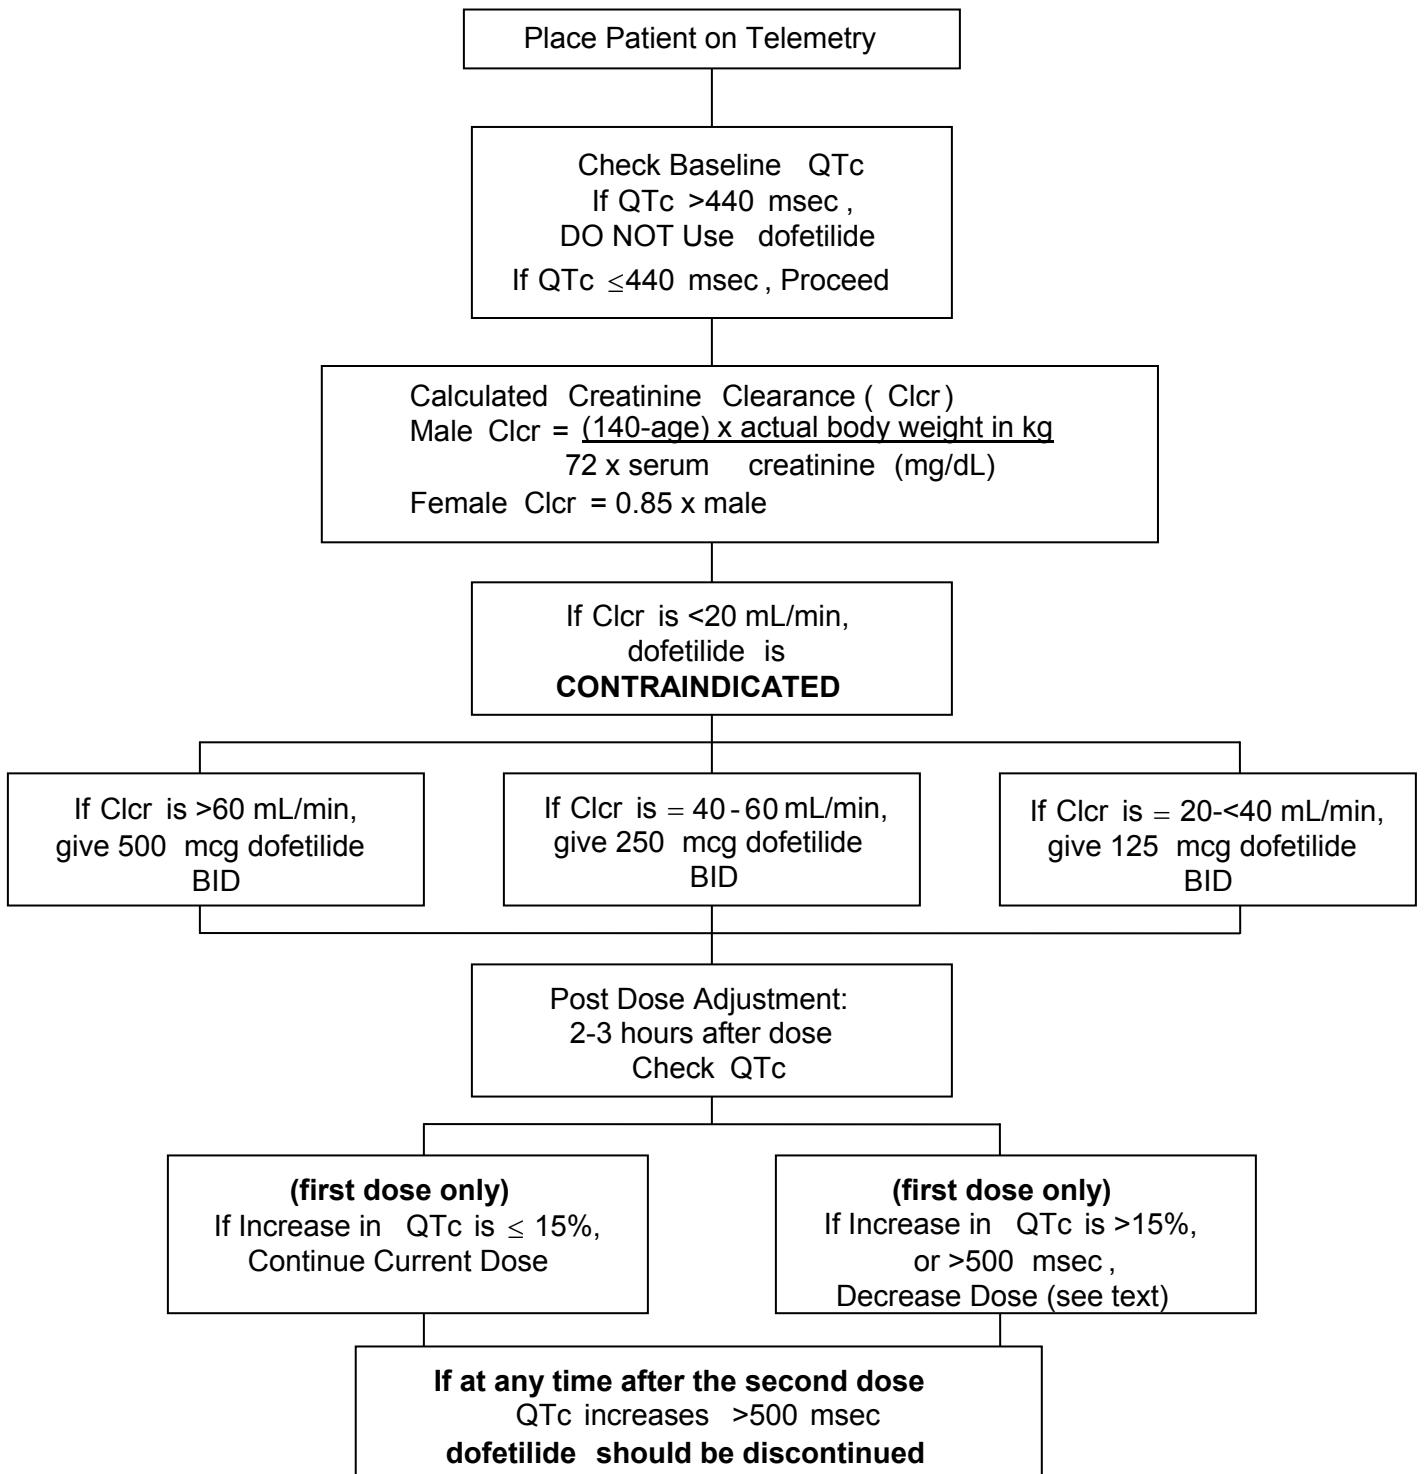 Place Patient on Telemetry
Check Baseline QTc
If QTc >440 msec,
DO NOT Use dofetilide
If QTc ≤440 msec, Proceed
Calculated Creatinine Clearance ( Clcr)
Male Clcr = (140-age) x actual body weight in kg
72 x serum creatinine (mg/dL)
Female Clcr = 0.85 x male
If Clcr is <20 mL/min,
dofetilide is
CONTRAINDICATED
If Clcr is >60 mL/min,
give 500 mcg dofetilide
BID
If Clcr is = 40-60 mL/min,
give 250 mcg dofetilide
BID
If Clcr is = 20-<40 mL/min,
give 125 mcg dofetilide
BID
Post Dose Adjustment:
2-3 hours after dose
Check QTc
(first dose only)
If Increase in QTc is ≤ 15%,
Continue Current Dose
(first dose only)
If Increase in QTc is >15%,
or >500 msec,
Decrease Dose (see text)
If at any time after the second dose
QTc increases >500 msec
dofetilide should be discontinued